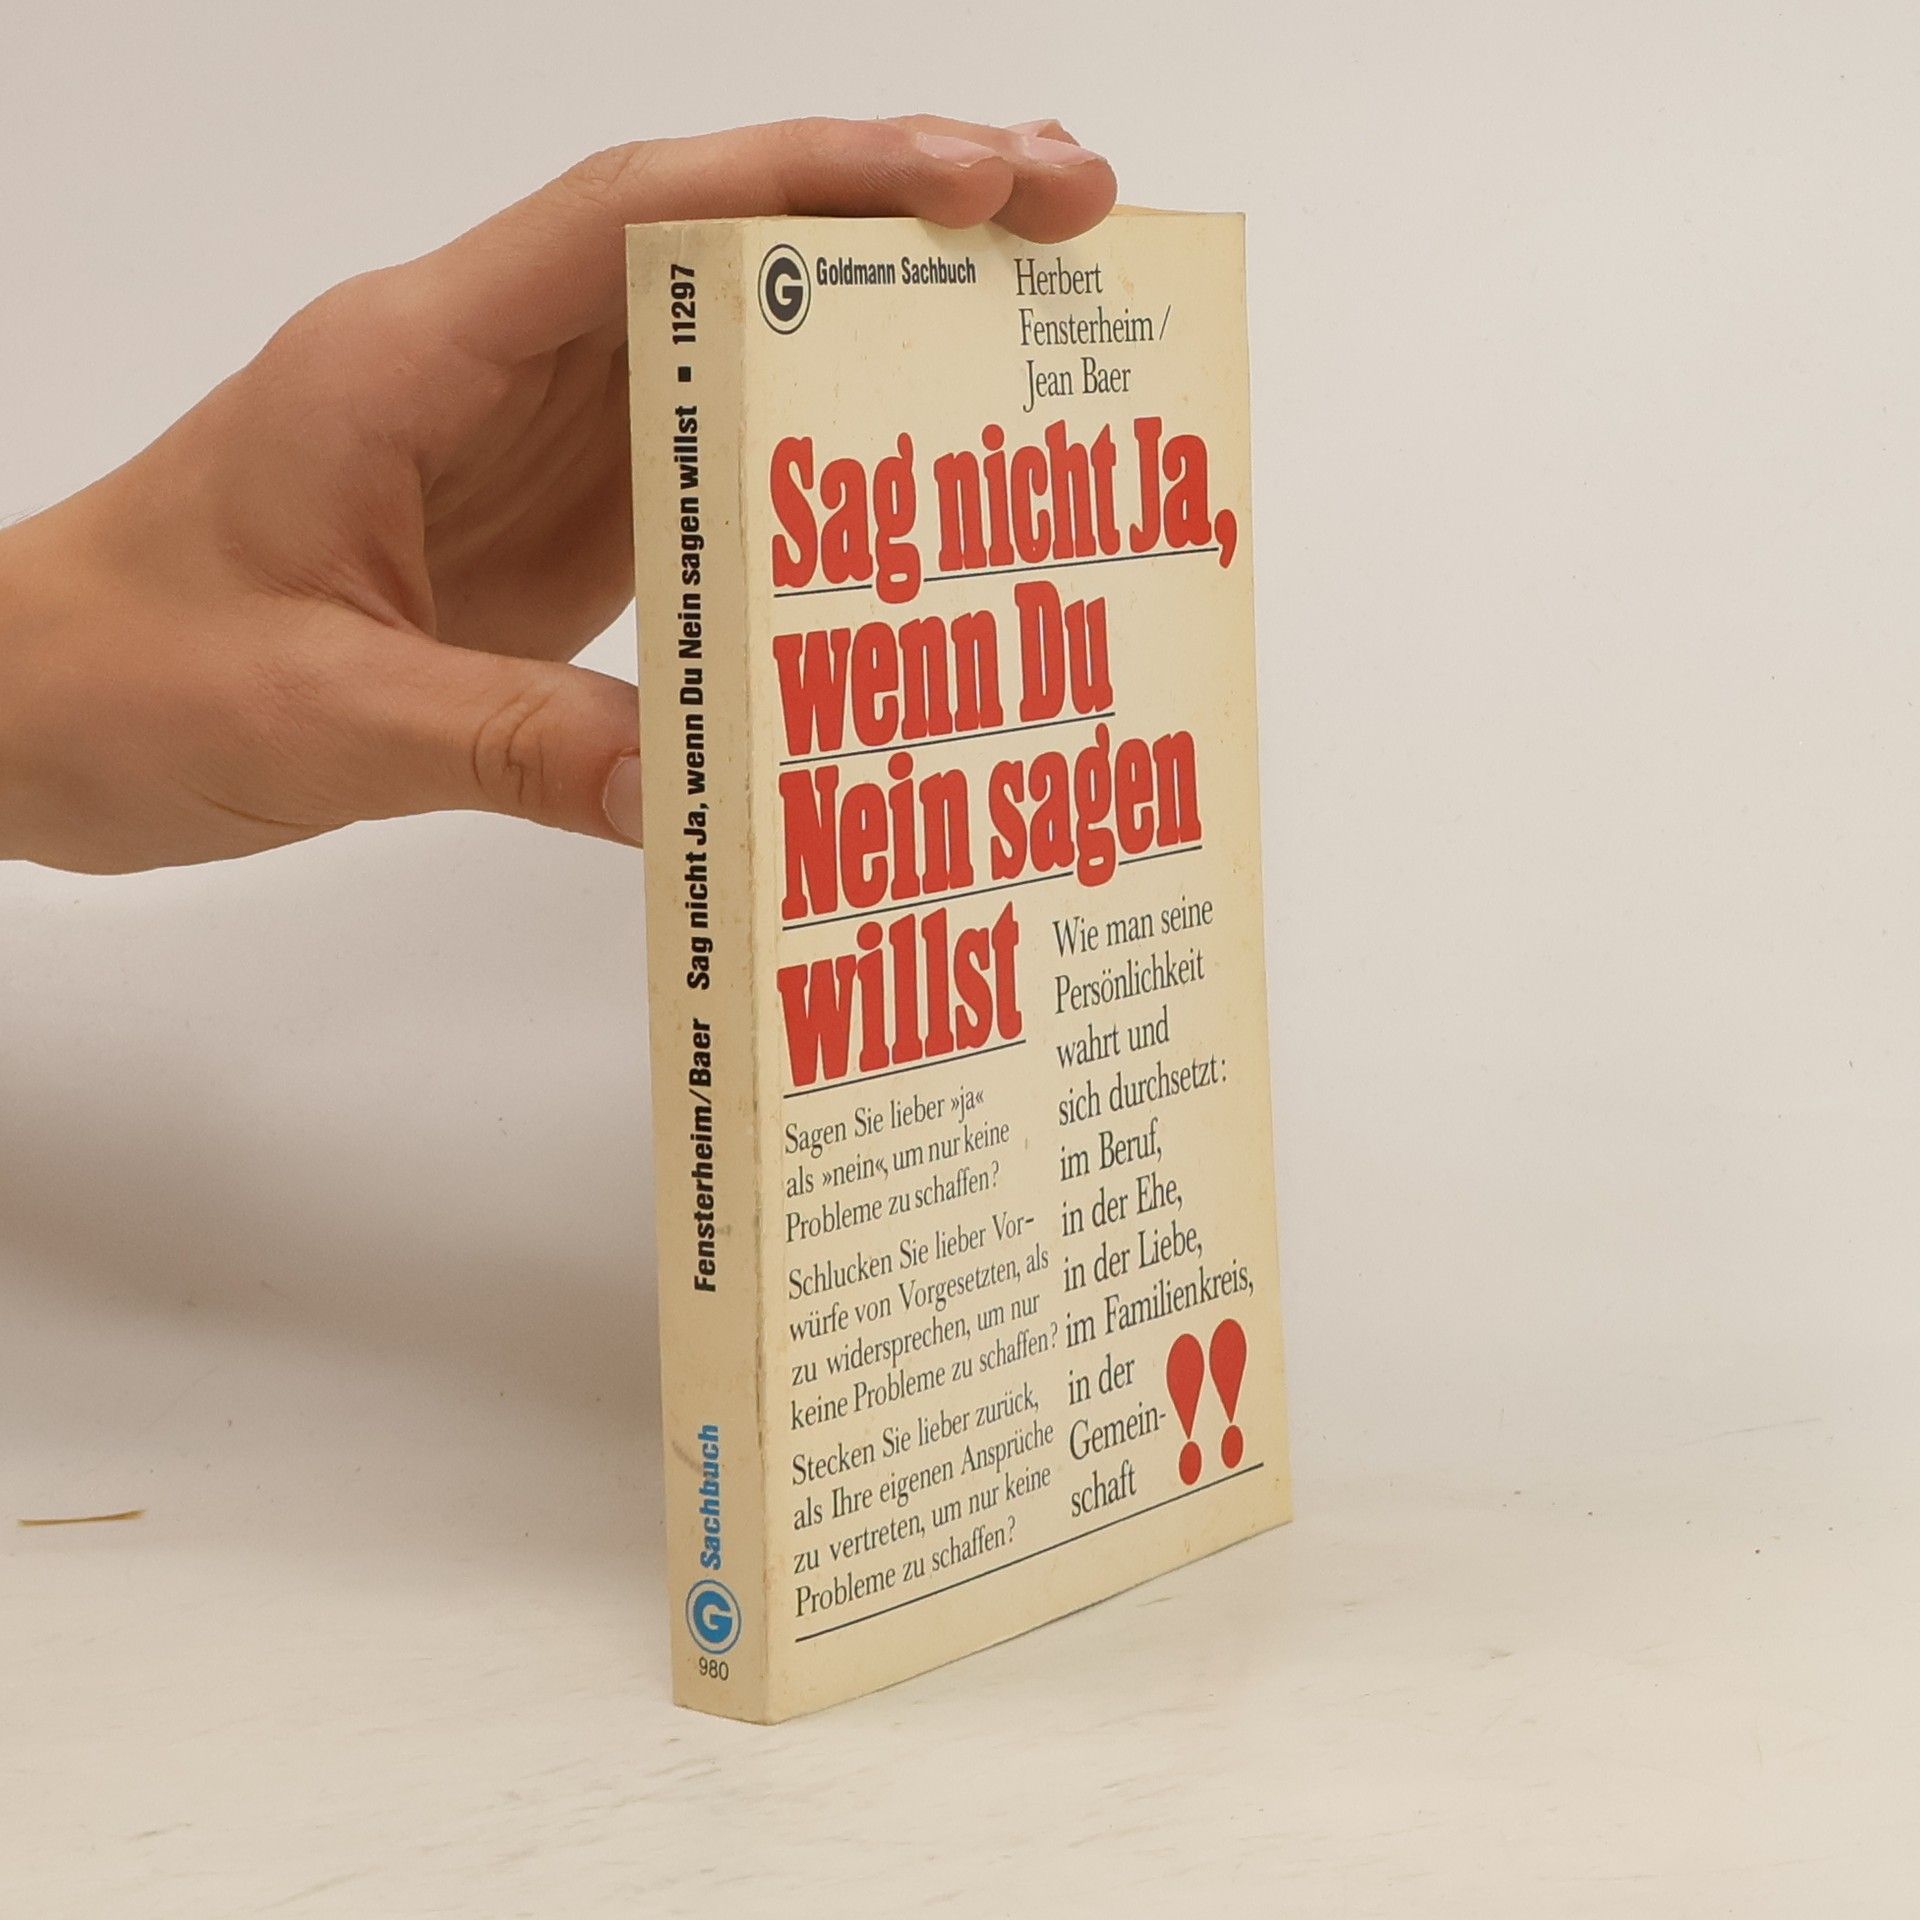 Fensterheim/Baer Sag nicht Ja, wenn Du Nein sagen willst ■ 11297
G Sachbuch
980
G Goldmann Sachbuch
Herbert
Fensterheim/
Jean Baer
Sag nicht Ja,
wenn Du
Nein sagen
willst
Wie man seine
Persönlichkeit
wahrt und
sich durchsetzt:
im Beruf,
in der Ehe,
in der Liebe,
im Familienkreis,
in der
Gemein-
schaft
!!
Sagen Sie lieber »ja«
als »nein«, um nur keine
Probleme zu schaffen?
Schlucken Sie lieber Vor-
würfe von Vorgesetzten, als
zu widersprechen, um nur
keine Probleme zu schaffen?
Stecken Sie lieber zurück,
als Ihre eigenen Ansprüche
zu vertreten, um nur keine
Probleme zu schaffen?